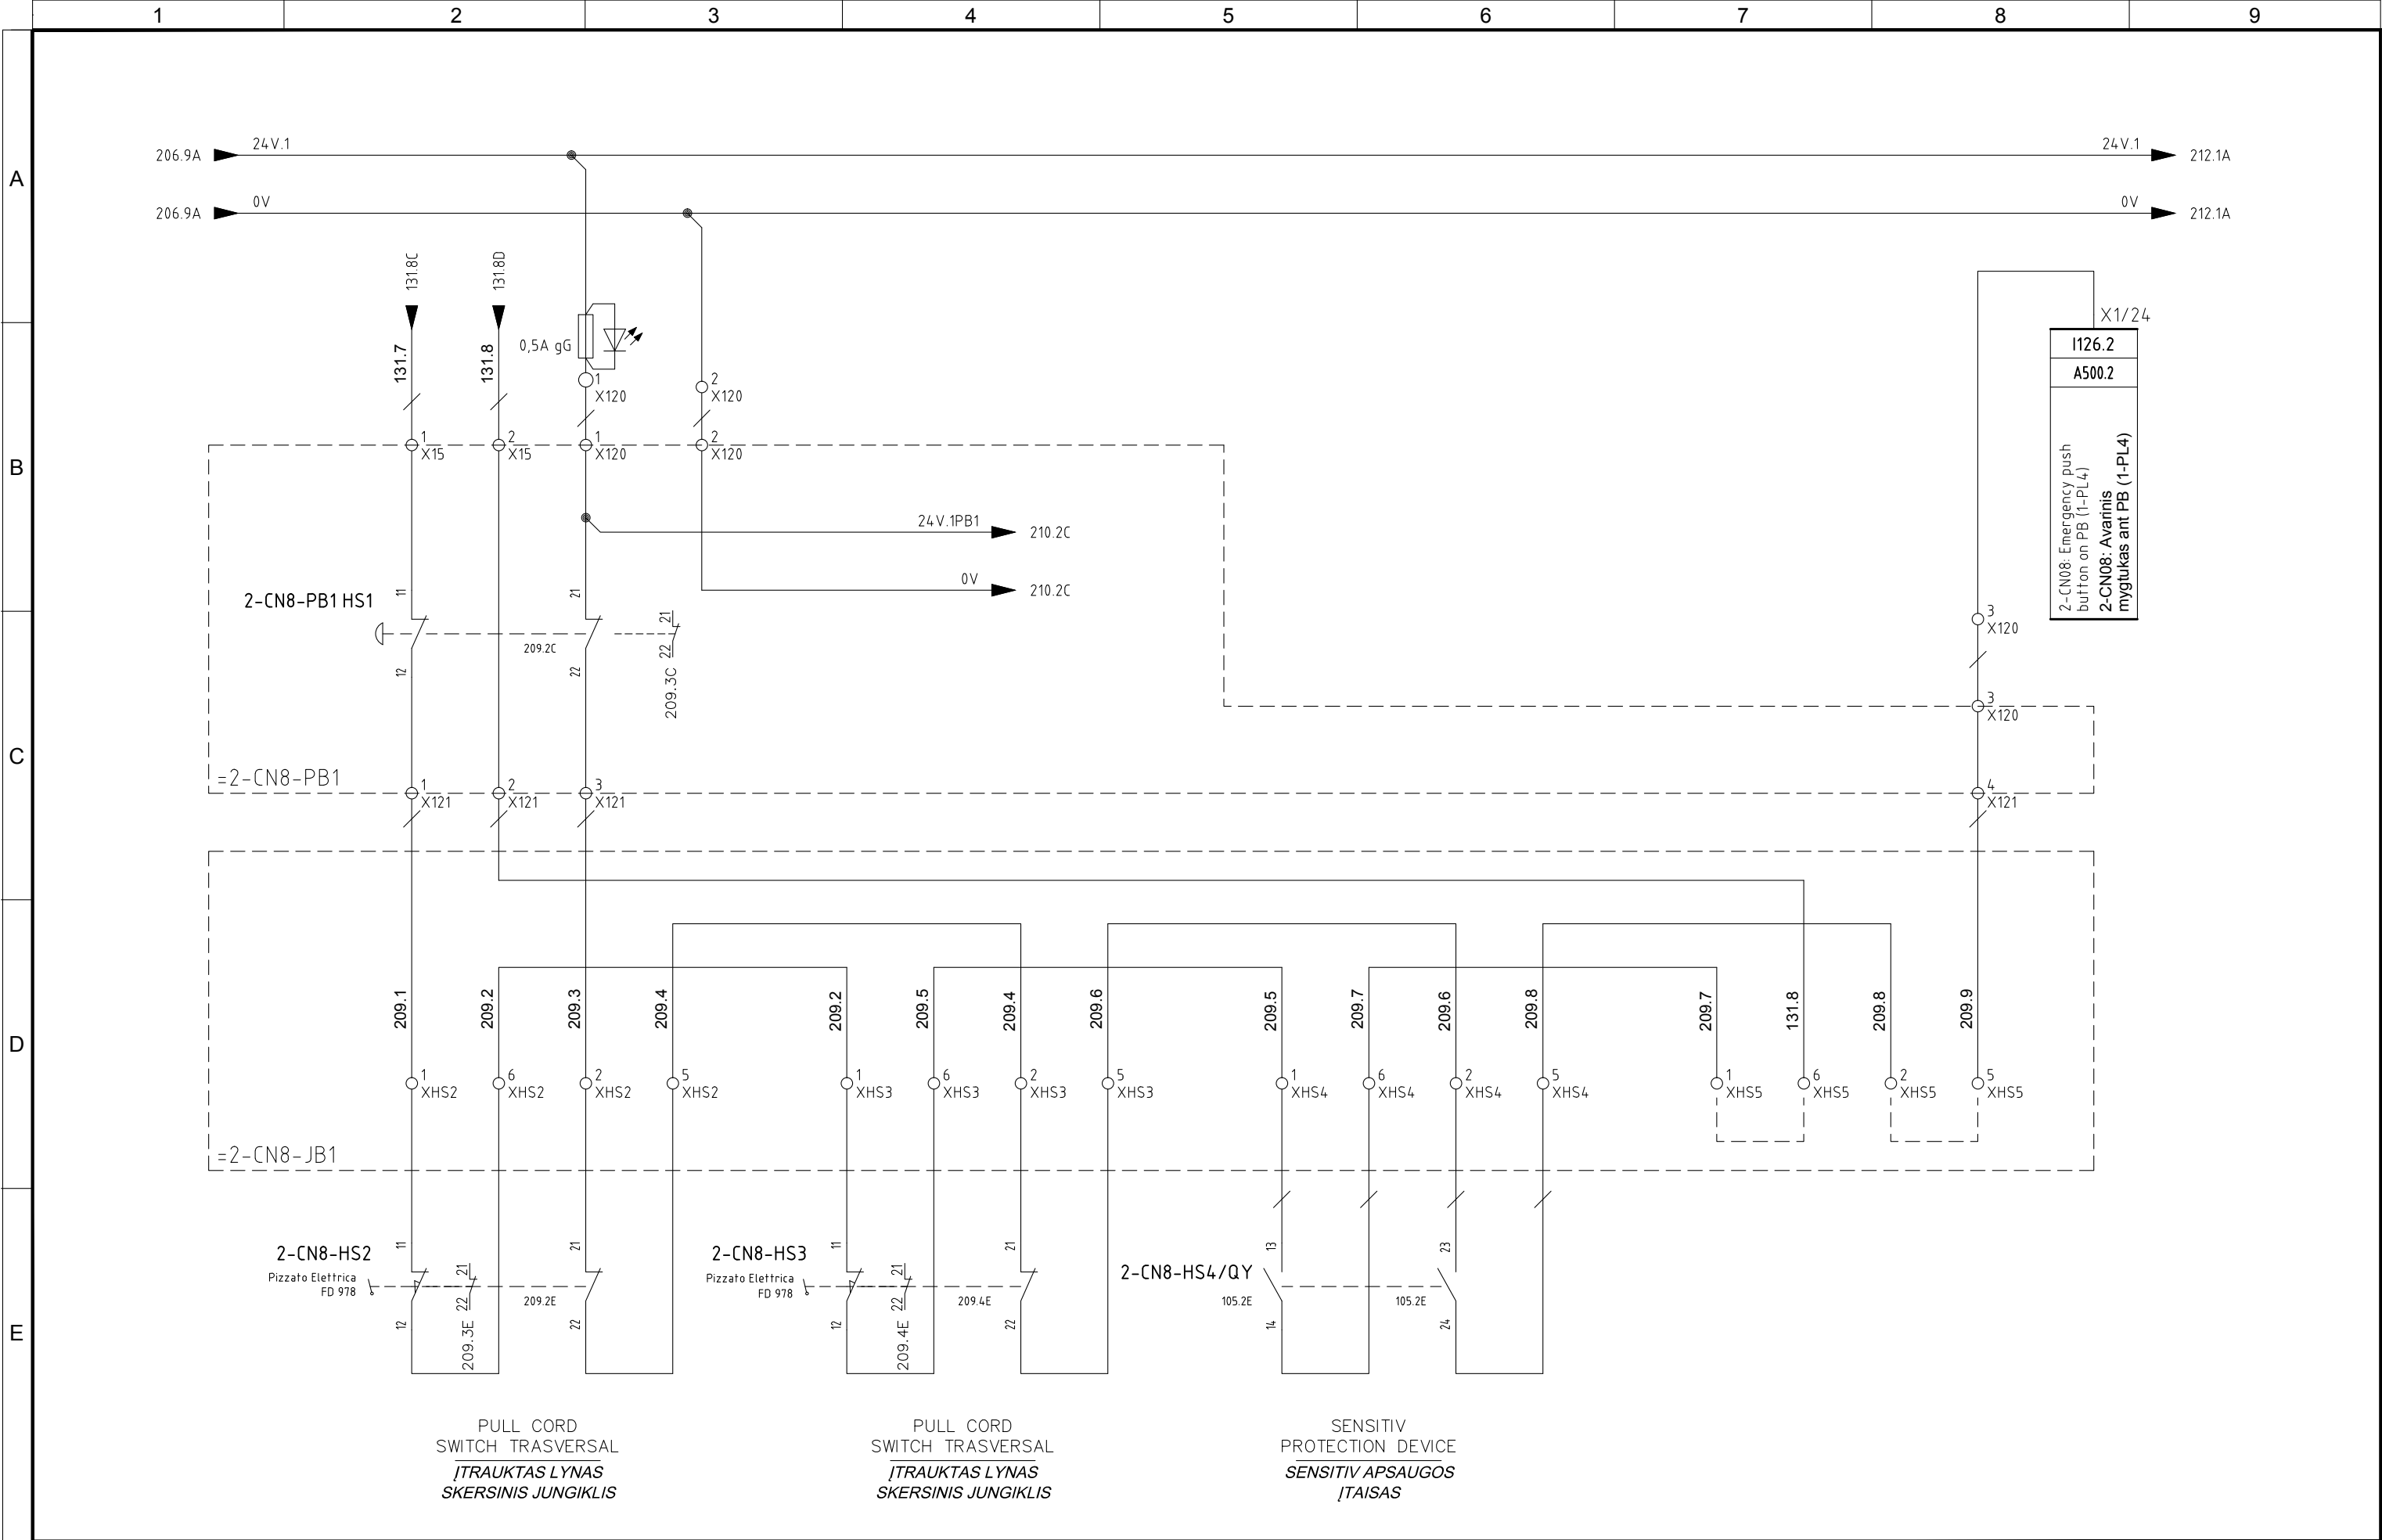 1 2 3 4 5 6 7 8 9
A
B
C
D
E
206.9A 24V.1 24V.1 212.1A
206.9A 0V 0V 212.1A
131.8C 131.8D
131.7 131.8
0,5A gG
1 X120
2 X120
X1/24
I126.2
A500.2
2-CN08: Emergency push
button on PB (1-PL4)
2-CN08: Avarinis
mygtukas ant PB (1-PL4)
1 X15
2 X15
1 X120
2 X120
24V.1PB1 210.2C
0V 210.2C
2-CN8-PB1 HS1
11 12
21 22
209.2C
21 22
209.3C
3 X120
3 X120
=2-CN8-PB1
1 X121
2 X121
3 X121
4 X121
209.1 209.2 209.3 209.4 209.2 209.5 209.4 209.6 209.5 209.7 209.6 209.8 209.7 131.8 209.8 209.9
1 XHS2
6 XHS2
2 XHS2
5 XHS2
1 XHS3
6 XHS3
2 XHS3
5 XHS3
1 XHS4
6 XHS4
2 XHS4
5 XHS4
1 XHS5
6 XHS5
2 XHS5
5 XHS5
=2-CN8-JB1
2-CN8-HS2
Pizzato Elettrica
FD 978
11 12
21 22
209.3E
209.2E
21 22
2-CN8-HS3
Pizzato Elettrica
FD 978
11 12
21 22
209.4E
209.4E
21 22
2-CN8-HS4/QY
13 14
105.2E
23 24
105.2E
PULL CORD
SWITCH TRASVERSAL
ĮTRAUKTAS LYNAS
SKERSINIS JUNGIKLIS
PULL CORD
SWITCH TRASVERSAL
ĮTRAUKTAS LYNAS
SKERSINIS JUNGIKLIS
SENSITIV
PROTECTION DEVICE
SENSITIV APSAUGOS
ĮTAISAS